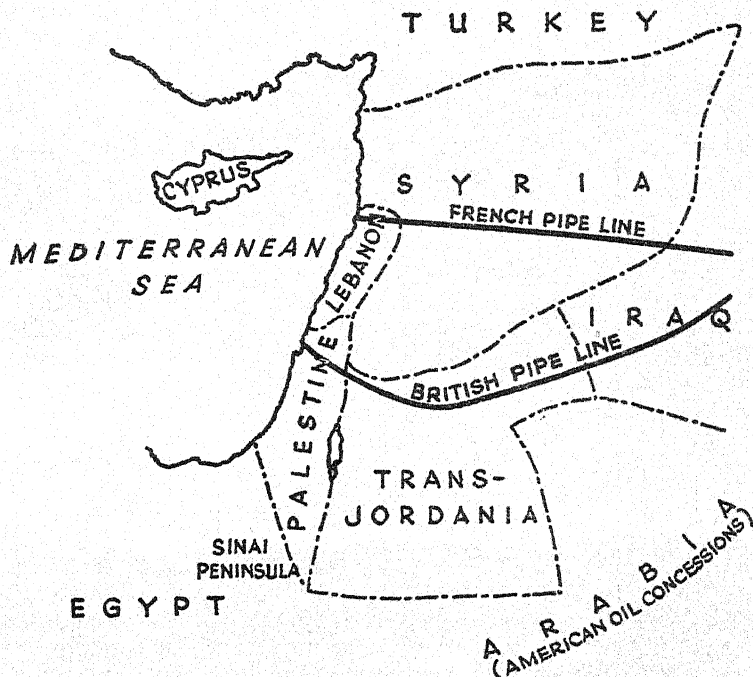 TURKEY
CYPRUS
SYRIA
FRENCH PIPE LINE
MEDITERRANEAN
SEA
LEBANON
IRAQ
BRITISH PIPE LINE
PALESTINE
TRANS-
JORDANIA
SINAI
PENINSULA
EGYPT
ARABIA
(AMERICAN OIL CONCESSIONS)